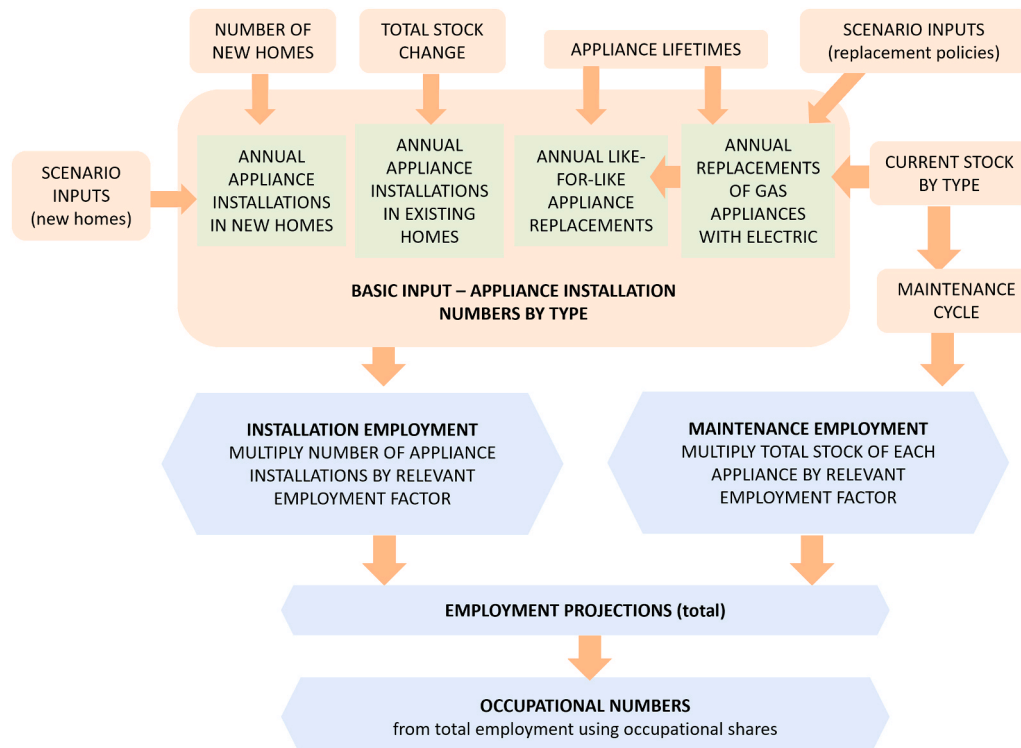 NUMBER OF
NEW HOMES
TOTAL STOCK
CHANGE
APPLIANCE LIFETIMES
SCENARIO INPUTS
(replacement policies)
SCENARIO
INPUTS
(new homes)
ANNUAL
APPLIANCE
INSTALLATIONS
IN NEW HOMES
ANNUAL
APPLIANCE
INSTALLATIONS
IN EXISTING
HOMES
ANNUAL LIKE-
FOR-LIKE
APPLIANCE
REPLACEMENTS
ANNUAL
REPLACEMENTS
OF GAS
APPLIANCES
WITH ELECTRIC
CURRENT STOCK
BY TYPE
BASIC INPUT – APPLIANCE INSTALLATION
NUMBERS BY TYPE
MAINTENANCE
CYCLE
INSTALLATION EMPLOYMENT
MULTIPLY NUMBER OF APPLIANCE
INSTALLATIONS BY RELEVANT
EMPLOYMENT FACTOR
MAINTENANCE EMPLOYMENT
MULTIPLY TOTAL STOCK OF EACH
APPLIANCE BY RELEVANT
EMPLOYMENT FACTOR
EMPLOYMENT PROJECTIONS (total)
OCCUPATIONAL NUMBERS
from total employment using occupational shares